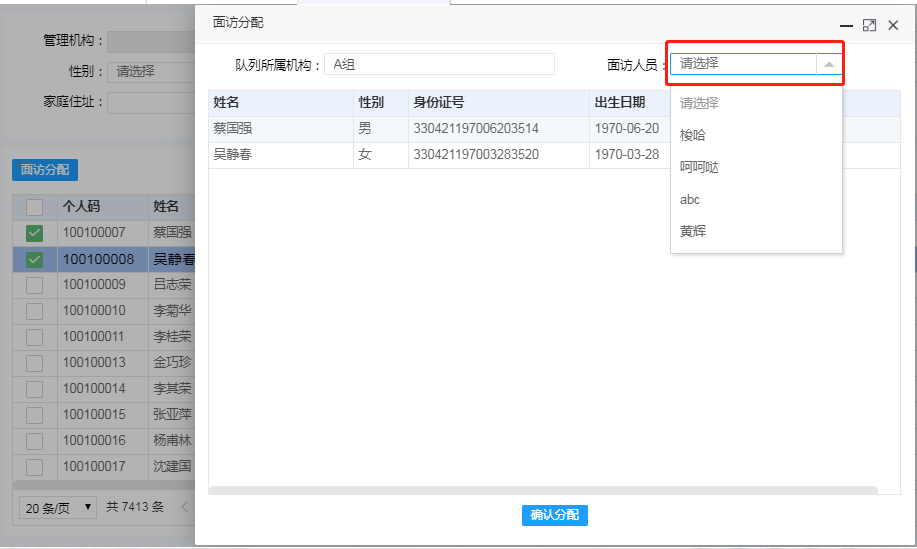 面访分配
管理机构：
性别： 请选择
家庭住址：
队列所属机构： A组
面访人员： 请选择
请选择
梭哈
呵呵哒
abc
黄辉
姓名 性别 身份证号 出生日期
蔡国强 男 330421197006203514 1970-06-20
吴静春 女 330421197003283520 1970-03-28
面访分配
个人码 姓名
100100007 蔡国强
100100008 吴静春
100100009 吕志荣
100100010 李菊华
100100011 李桂荣
100100013 金巧珍
100100014 李其荣
100100015 张亚萍
100100016 杨甫林
100100017 沈建国
20 条/页 共 7413 条
确认分配